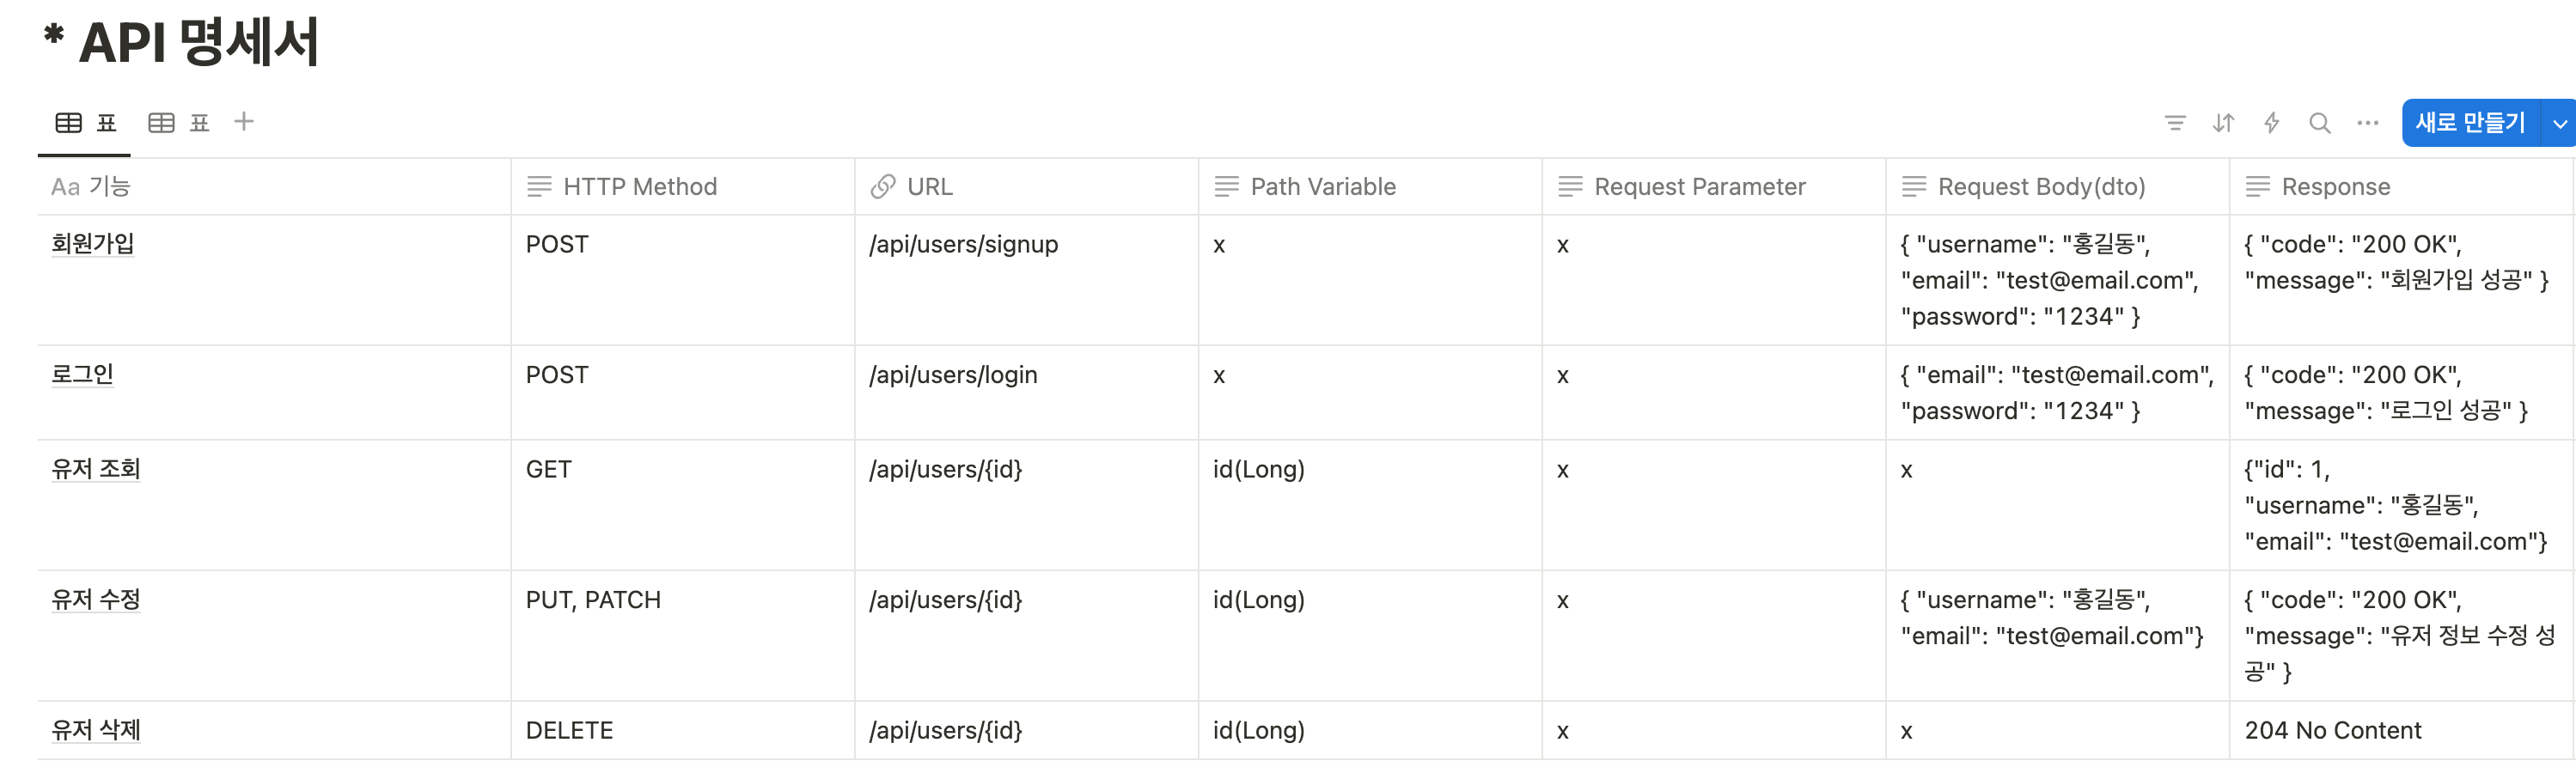 * API 명세서
표 표
새로 만들기
Aa 기능 HTTP Method URL Path Variable Request Parameter Request Body(dto) Response
회원가입 POST /api/users/signup x x { "username": "홍길동", { "code": "200 OK",
"email": "test@email.com", "message": "회원가입 성공" }
"password": "1234" }
로그인 POST /api/users/login x x { "email": "test@email.com", { "code": "200 OK",
"password": "1234" } "message": "로그인 성공" }
유저 조회 GET /api/users/{id} id(Long) x x {"id": 1,
"username": "홍길동",
"email": "test@email.com"}
유저 수정 PUT, PATCH /api/users/{id} id(Long) x { "username": "홍길동", { "code": "200 OK",
"email": "test@email.com"} "message": "유저 정보 수정 성
공" }
유저 삭제 DELETE /api/users/{id} id(Long) x x 204 No Content